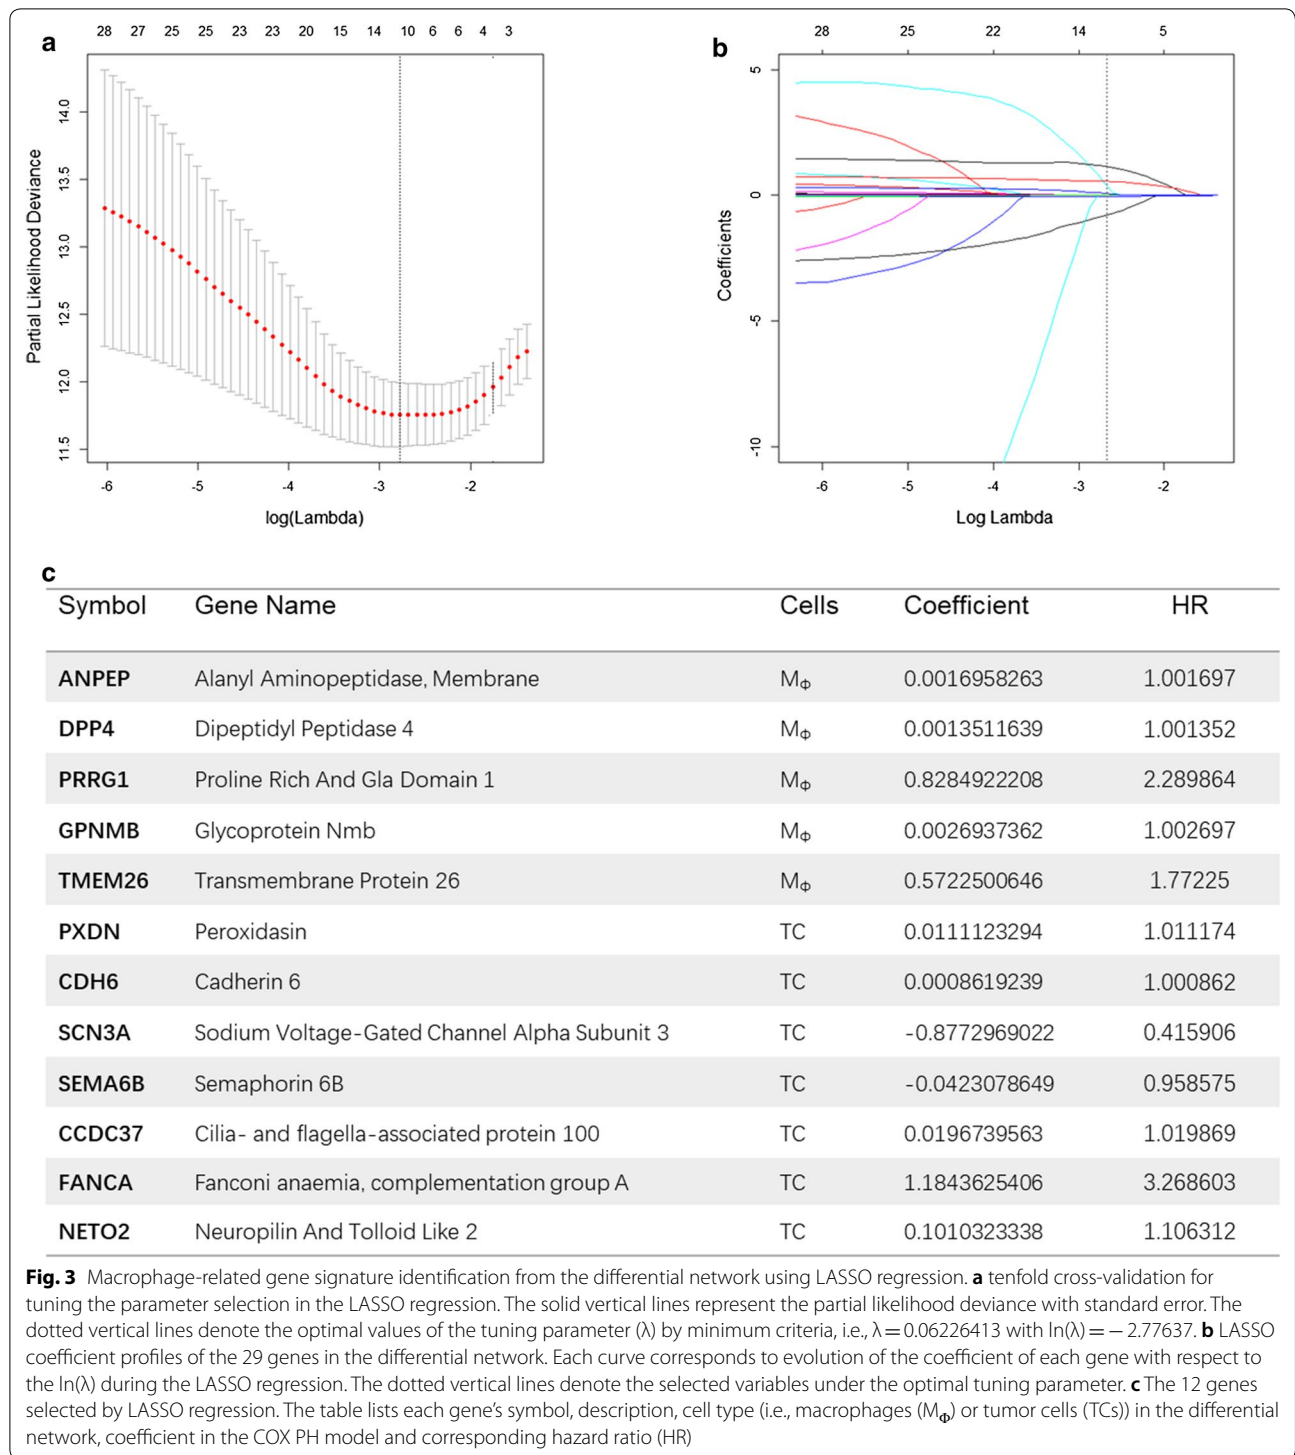 a
28 27 25 25 23 23 20 15 14 10 6 6 4 3
Partial Likelihood Deviance
14.0
13.5
13.0
12.5
12.0
11.5
-6 -5 -4 -3 -2
log(Lambda)
b
28 25 22 14 5
Coefficients
5
0
-5
-10
-6 -5 -4 -3 -2
Log Lambda
c
Symbol Gene Name Cells Coefficient HR
ANPEP Alanyl Aminopeptidase, Membrane MΦ 0.0016958263 1.001697
DPP4 Dipeptidyl Peptidase 4 MΦ 0.0013511639 1.001352
PRRG1 Proline Rich And Gla Domain 1 MΦ 0.8284922208 2.289864
GPNMB Glycoprotein Nmb MΦ 0.0026937362 1.002697
TMEM26 Transmembrane Protein 26 MΦ 0.5722500646 1.77225
PXDN Peroxidasin TC 0.0111123294 1.011174
CDH6 Cadherin 6 TC 0.0008619239 1.000862
SCN3A Sodium Voltage-Gated Channel Alpha Subunit 3 TC -0.8772969022 0.415906
SEMA6B Semaphorin 6B TC -0.0423078649 0.958575
CCDC37 Cilia- and flagella-associated protein 100 TC 0.0196739563 1.019869
FANCA Fanconi anaemia, complementation group A TC 1.1843625406 3.268603
NETO2 Neuropilin And Tolloid Like 2 TC 0.1010323338 1.106312
Fig. 3 Macrophage-related gene signature identification from the differential network using LASSO regression. a tenfold cross-validation for
tuning the parameter selection in the LASSO regression. The solid vertical lines represent the partial likelihood deviance with standard error. The
dotted vertical lines denote the optimal values of the tuning parameter (λ) by minimum criteria, i.e., λ = 0.06226413 with ln(λ) = − 2.77637. b LASSO
coefficient profiles of the 29 genes in the differential network. Each curve corresponds to evolution of the coefficient of each gene with respect to
the ln(λ) during the LASSO regression. The dotted vertical lines denote the selected variables under the optimal tuning parameter. c The 12 genes
selected by LASSO regression. The table lists each gene's symbol, description, cell type (i.e., macrophages (MΦ) or tumor cells (TCs)) in the differential
network, coefficient in the COX PH model and corresponding hazard ratio (HR)